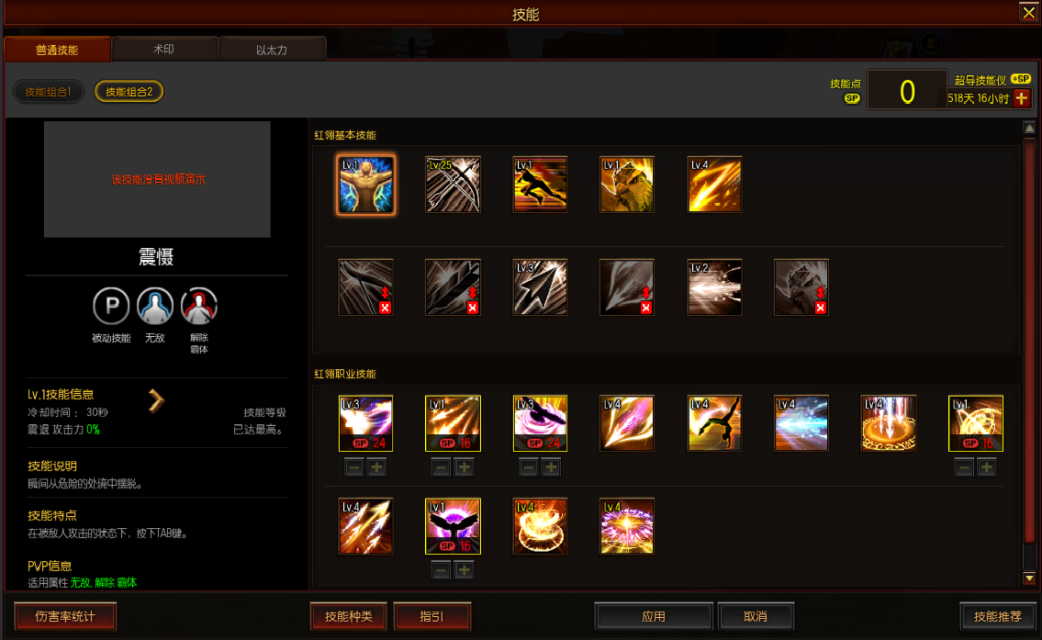 技能
普通技能 术印 以太力
技能组合1 技能组合2
技能点
SP
0
超导技能仪 +SP
518天 16小时
该技能没有视频演示
震慑
P
被动技能 无敌 解除
霸体
Lv.1技能信息
冷却时间： 30秒
震退 攻击力 0%
技能等级
已达最高。
技能说明
瞬间从危险的处境中摆脱。
技能特点
在被敌人攻击的状态下，按下TAB键。
PVP信息
适用属性 无敌, 解除 霸体
红翎基本技能
Lv.1 Lv.25 Lv.1 Lv.1 Lv.4
Lv.3 Lv.2
红翎职业技能
Lv.3 Lv.1 Lv.3 Lv.4 Lv.4 Lv.4 Lv.4 Lv.1
SP 24 SP 16 SP 24 SP 16
Lv.4 Lv.1 Lv.4 Lv.4
SP 16
伤害率统计 技能种类 指引 应用 取消 技能推荐